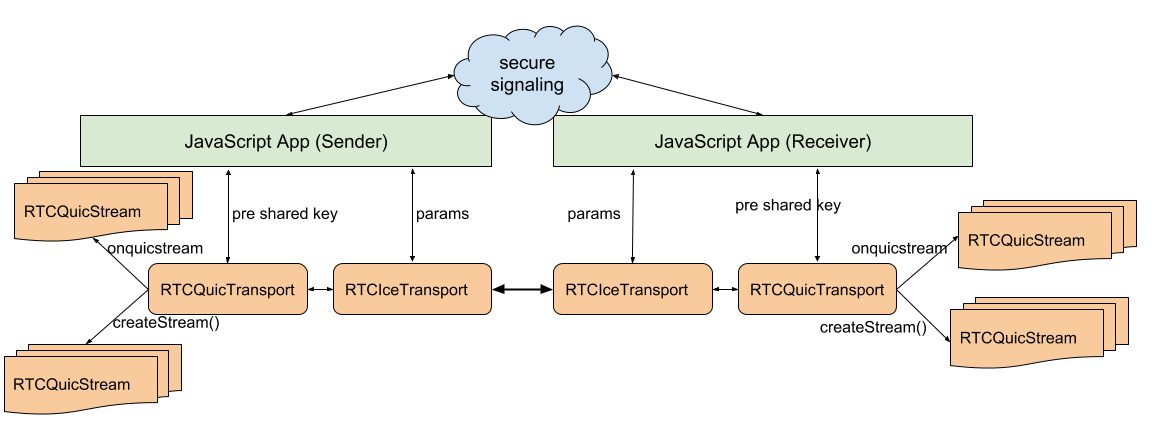 secure
signaling
JavaScript App (Sender)
JavaScript App (Receiver)
RTCQuicStream
pre shared key
params
params
pre shared key
RTCQuicStream
onquicstream
onquicstream
RTCQuicTransport
RTCIceTransport
RTCIceTransport
RTCQuicTransport
createStream()
createStream()
RTCQuicStream
RTCQuicStream